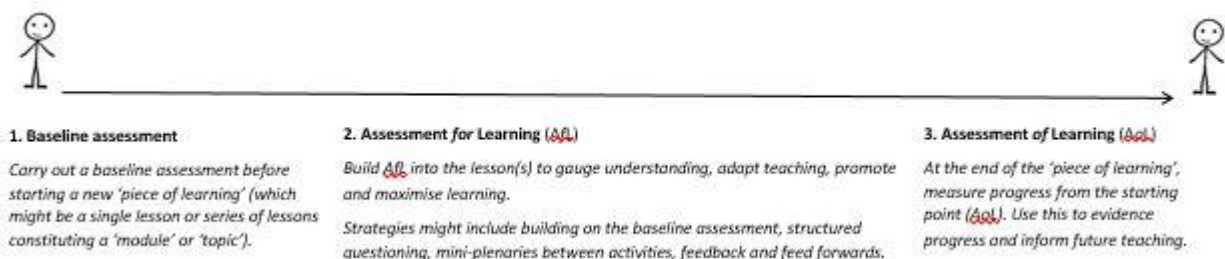 1. Baseline assessment
Carry out a baseline assessment before
starting a new ‘piece of learning’ (which
might be a single lesson or series of lessons
constituting a ‘module’ or ‘topic’).
2. Assessment for Learning (AfL)
Build AfL into the lesson(s) to gauge understanding, adapt teaching, promote
and maximise learning.
Strategies might include building on the baseline assessment, structured
questioning, mini-plenaries between activities, feedback and feed forwards.
3. Assessment of Learning (AoL)
At the end of the ‘piece of learning’,
measure progress from the starting
point (AoL). Use this to evidence
progress and inform future teaching.